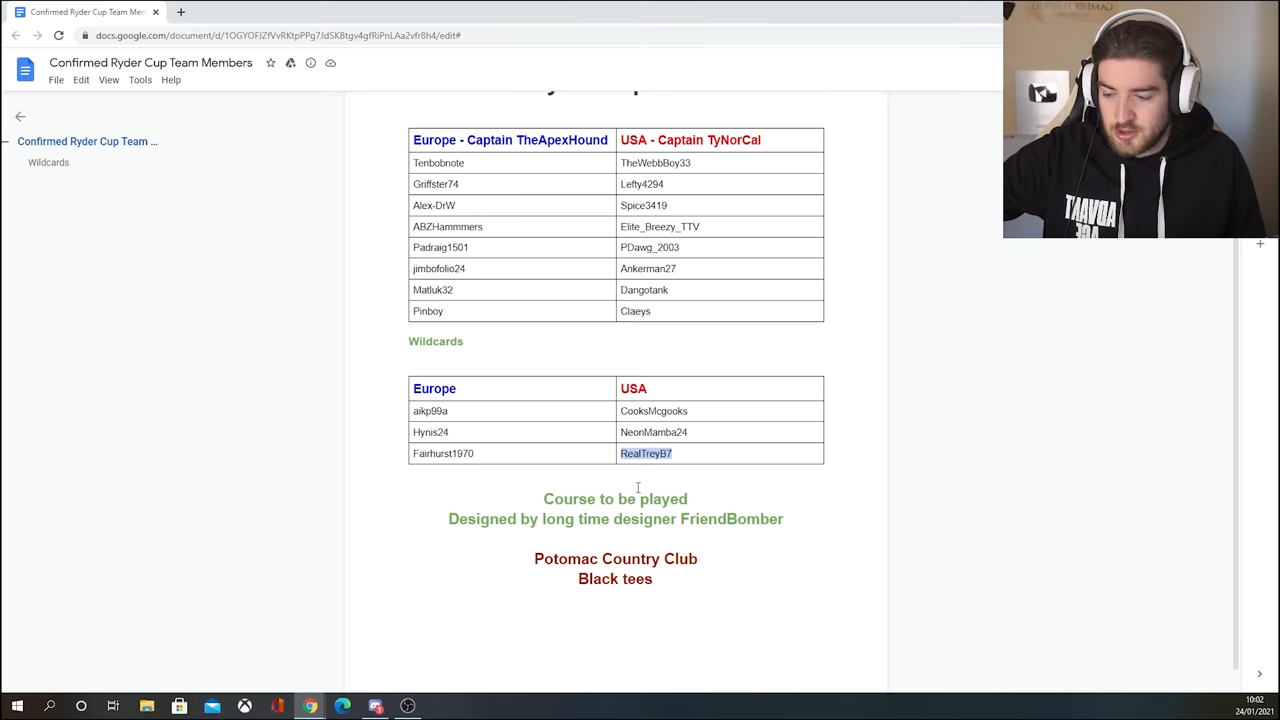 Confirmed Ryder Cup Team Mem
docs.google.com/document/d/1OGYOFJZfVvRKtpPPg7JdSKBtgv4gfRiPnLAa2vfr8h4/edit#
Confirmed Ryder Cup Team Members
File Edit View Tools Help
Confirmed Ryder Cup Team ...
Wildcards
Europe - Captain TheApexHound USA - Captain TyNorCal
Tenbobnote TheWebbBoy33
Griffster74 Lefty4294
Alex-DrW Spice3419
ABZHammmers Elite_Breezy_TTV
Padraig1501 PDawg_2003
jimbofolio24 Ankerman27
Matluk32 Dangotank
Pinboy Claeys
Wildcards
Europe USA
aikp99a CooksMcgooks
Hynis24 NeonMamba24
Fairhurst1970 RealTreyB7
Course to be played
Designed by long time designer FriendBomber
Potomac Country Club
Black tees
10:02
24/01/2021